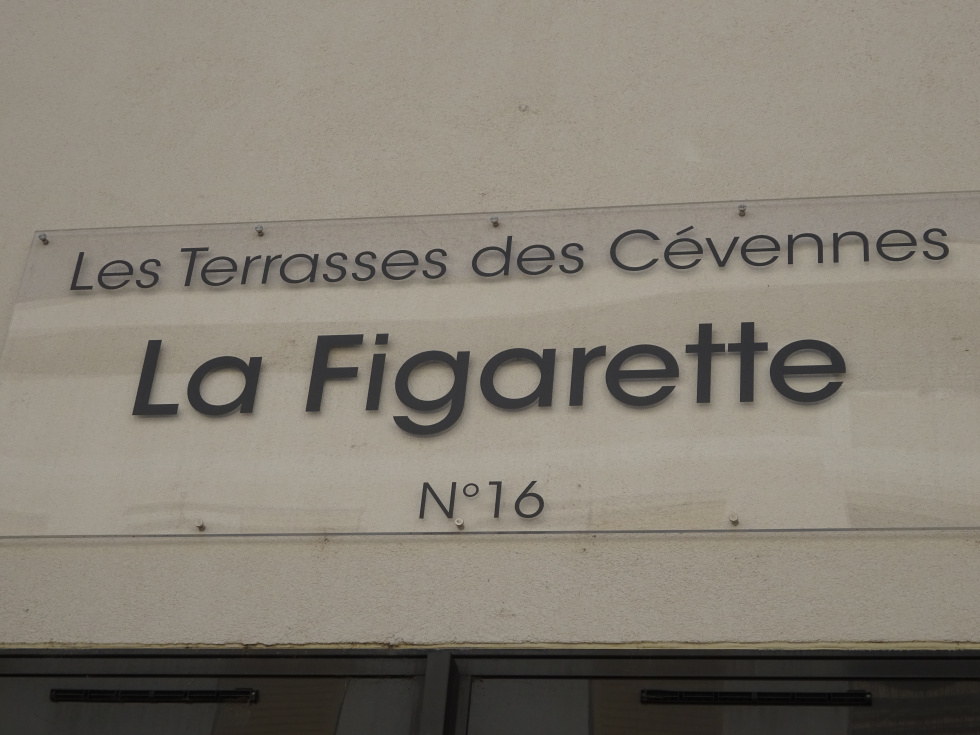 Les Terrasses des Cévennes
La Figarette
N°16